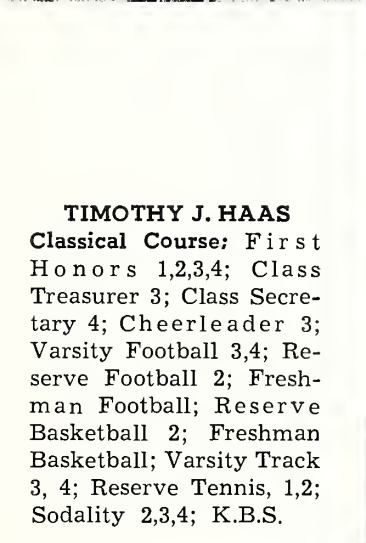 TIMOTHY J. HAAS
Classical Course; First
Honors 1,2,3,4; Class
Treasurer 3; Class Secre-
tary 4; Cheerleader 3;
Varsity Football 3,4; Re-
serve Football 2; Fresh-
man Football; Reserve
Basketball 2; Freshman
Basketball; Varsity Track
3, 4; Reserve Tennis, 1,2;
Sodality 2,3,4; K.B.S.